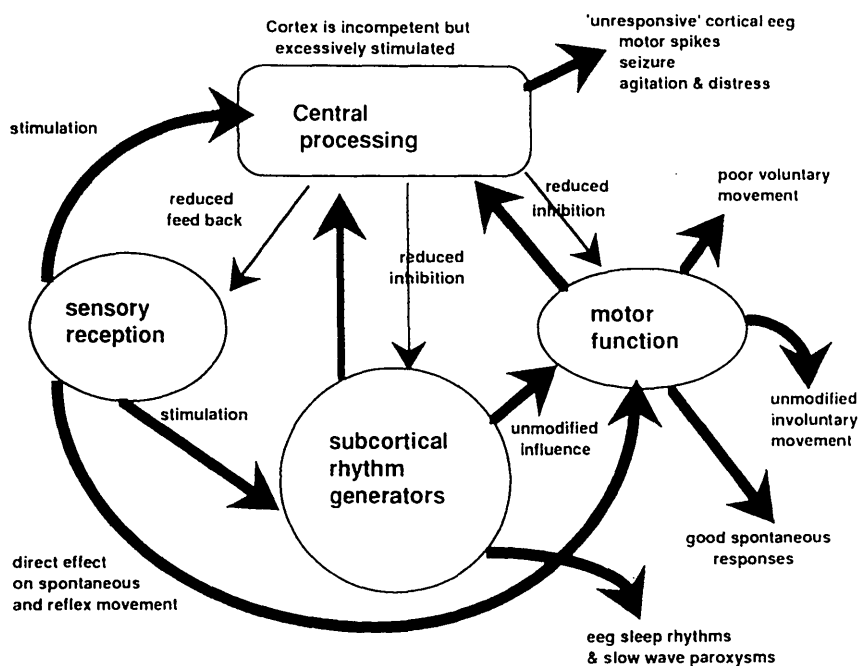 Cortex is incompetent but
excessively stimulated
'unresponsive' cortical eeg
motor spikes
seizure
agitation & distress
stimulation
Central
processing
reduced
feed back
reduced
inhibition
reduced
inhibition
poor voluntary
movement
sensory
reception
motor
function
stimulation
subcortical
rhythm
generators
unmodified
influence
unmodified
involuntary
movement
direct effect
on spontaneous
and reflex movement
good spontaneous
responses
eeg sleep rhythms
& slow wave paroxysms